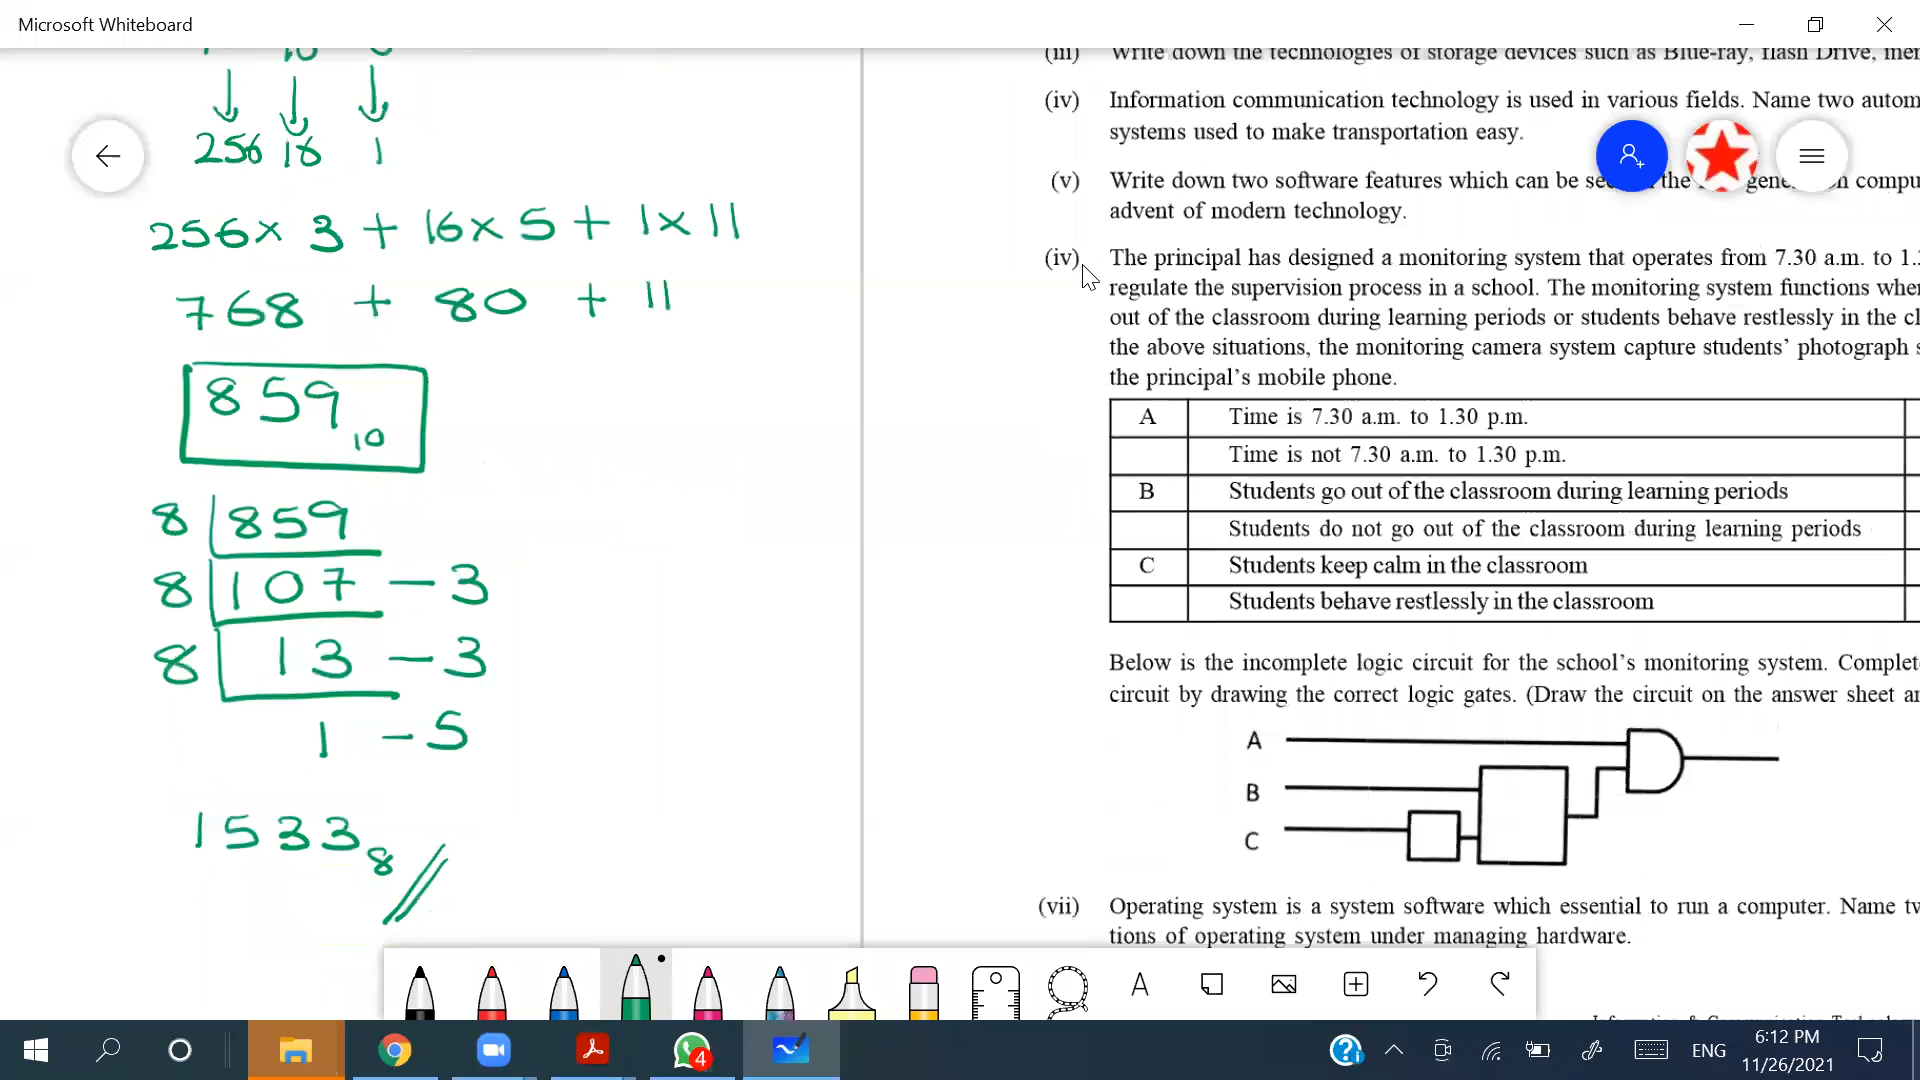 Microsoft Whiteboard
16
256 16 1
256 × 3 + 16 × 5 + 1 × 11
768 + 80 + 11
859 10
8 859
8 107 – 3
8 13 – 3
1 – 5
1533 8
(iii) Write down the technologies of storage devices such as Blue-ray, flash Drive,
(iv) Information communication technology is used in various fields. Name two
systems used to make transportation easy.
(v) Write down two software features which can be the
advent of modern technology.
(iv) The principal has designed a monitoring system that operates from 7.30 a.m. to
regulate the supervision process in a school. The monitoring system functions
out of the classroom during learning periods or students behave restlessly in the
the above situations, the monitoring camera system capture students’ photograph
the principal’s mobile phone.
A Time is 7.30 a.m. to 1.30 p.m.
Time is not 7.30 a.m. to 1.30 p.m.
B Students go out of the classroom during learning periods
Students do not go out of the classroom during learning periods
C Students keep calm in the classroom
Students behave restlessly in the classroom
Below is the incomplete logic circuit for the school’s monitoring system.
circuit by drawing the correct logic gates. (Draw the circuit on the answer sheet
A
B
C
(vii) Operating system is a system software which essential to run a computer. Name
tions of operating system under managing hardware.
A
4
ENG
6:12 PM
11/26/2021